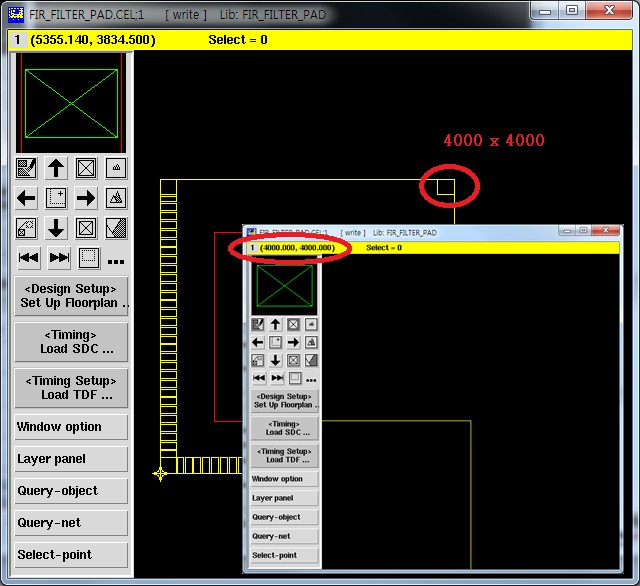 FIR_FILTER_PAD.CEL;1 [ write ] Lib: FIR_FILTER_PAD
1 (5355.140, 3834.500) Select = 0
4000 x 4000
<Design Setup>
Set Up Floorplan ..
<Timing>
Load SDC ...
<Timing Setup>
Load TDF ...
Window option
Layer panel
Query-object
Query-net
Select-point
FIR_FILTER_PAD.CEL;1 [ write ] Lib: FIR_FILTER_PAD
1 (4000.000, 4000.000) Select = 0
<Design Setup>
Set Up Floorplan ...
<Timing>
Load SDC ...
<Timing Setup>
Load TDF ...
Window option
Layer panel
Query-object
Query-net
Select-point